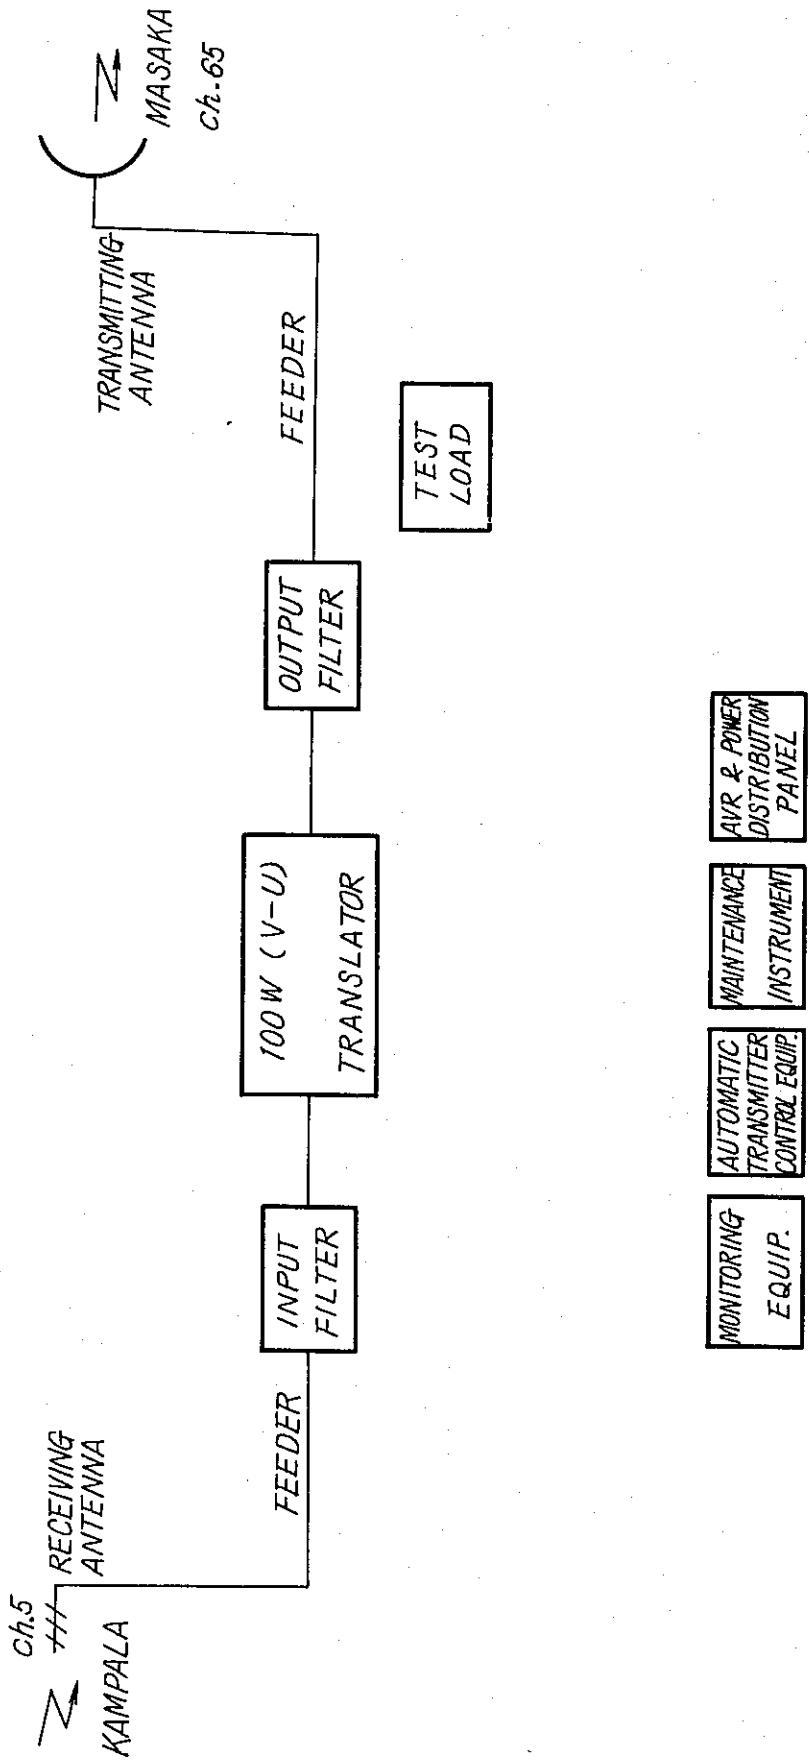 Ch.5
KAMPALA
RECEIVING
ANTENNA
FEEDER
INPUT
FILTER
100W (V-U)
TRANSLATOR
OUTPUT
FILTER
FEEDER
TRANSMITTING
ANTENNA
MASAKA
Ch.65
TEST
LOAD
MONITORING
EQUIP.
AUTOMATIC
TRANSMITTER
CONTROL EQUIP.
MAINTENANCE
INSTRUMENT
AVR & POWER
DISTRIBUTION
PANEL